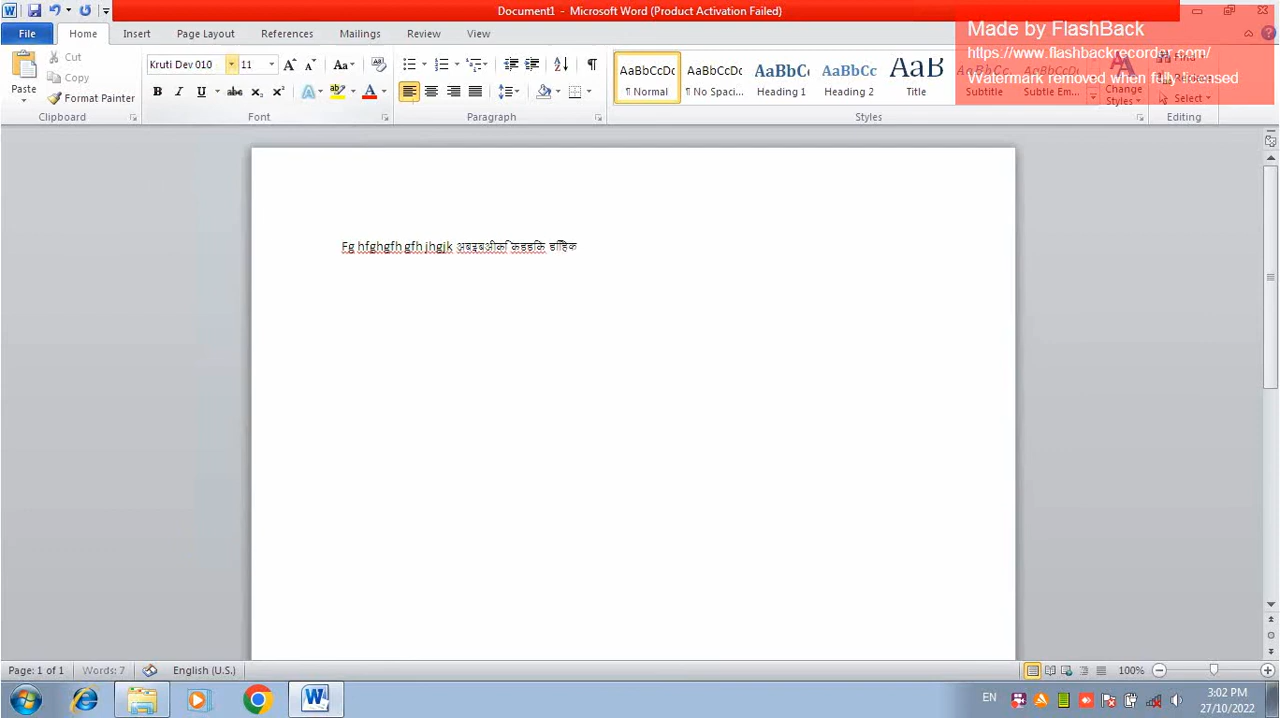 Document1 - Microsoft Word (Product Activation Failed)
Made by FlashBack
https://www.flashbackrecorder.com/
Watermark removed when fully licensed
File Home Insert Page Layout References Mailings Review View
Paste
Cut
Copy
Format Painter
Clipboard
Kruti Dev 010 11
Font
Paragraph
AaBbCcDc AaBbCcDc AaBbCc AaBbCc AaB
¶ Normal ¶ No Spaci... Heading 1 Heading 2 Title Subtitle Subtle Em...
Change Styles
Styles
Select
Editing
Fg hfghgfh gfh jhgjk
Page: 1 of 1 Words: 7 English (U.S.) 100%
EN
3:02 PM
27/10/2022